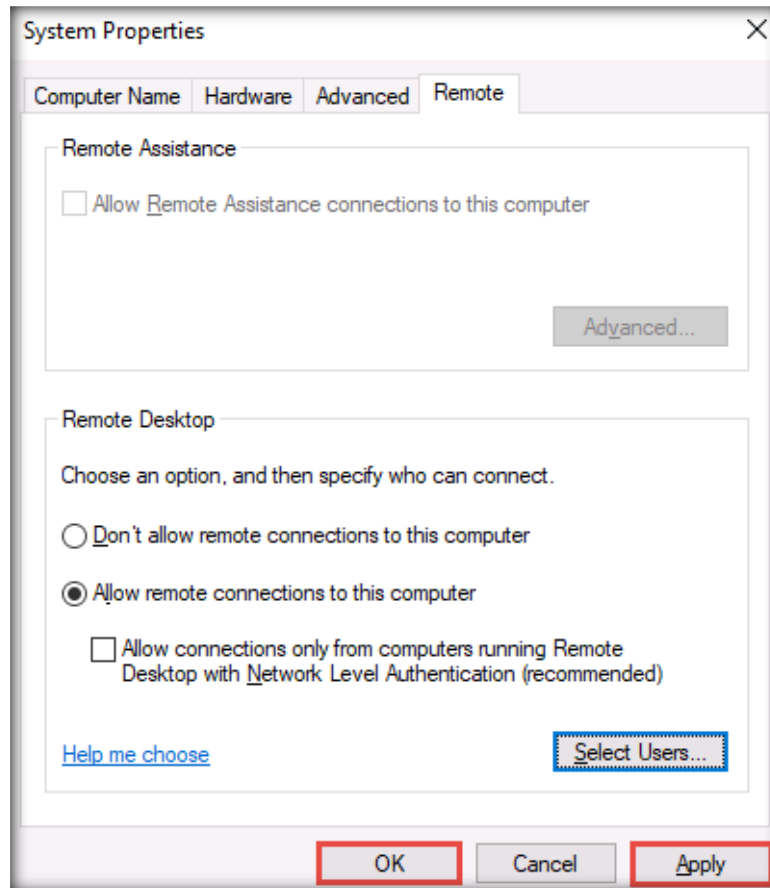 System Properties
Computer Name
Hardware
Advanced
Remote
Remote Assistance
Allow Remote Assistance connections to this computer
Advanced...
Remote Desktop
Choose an option, and then specify who can connect.
Don't allow remote connections to this computer
Allow remote connections to this computer
Allow connections only from computers running Remote
Desktop with Network Level Authentication (recommended)
Help me choose
Select Users...
OK
Cancel
Apply